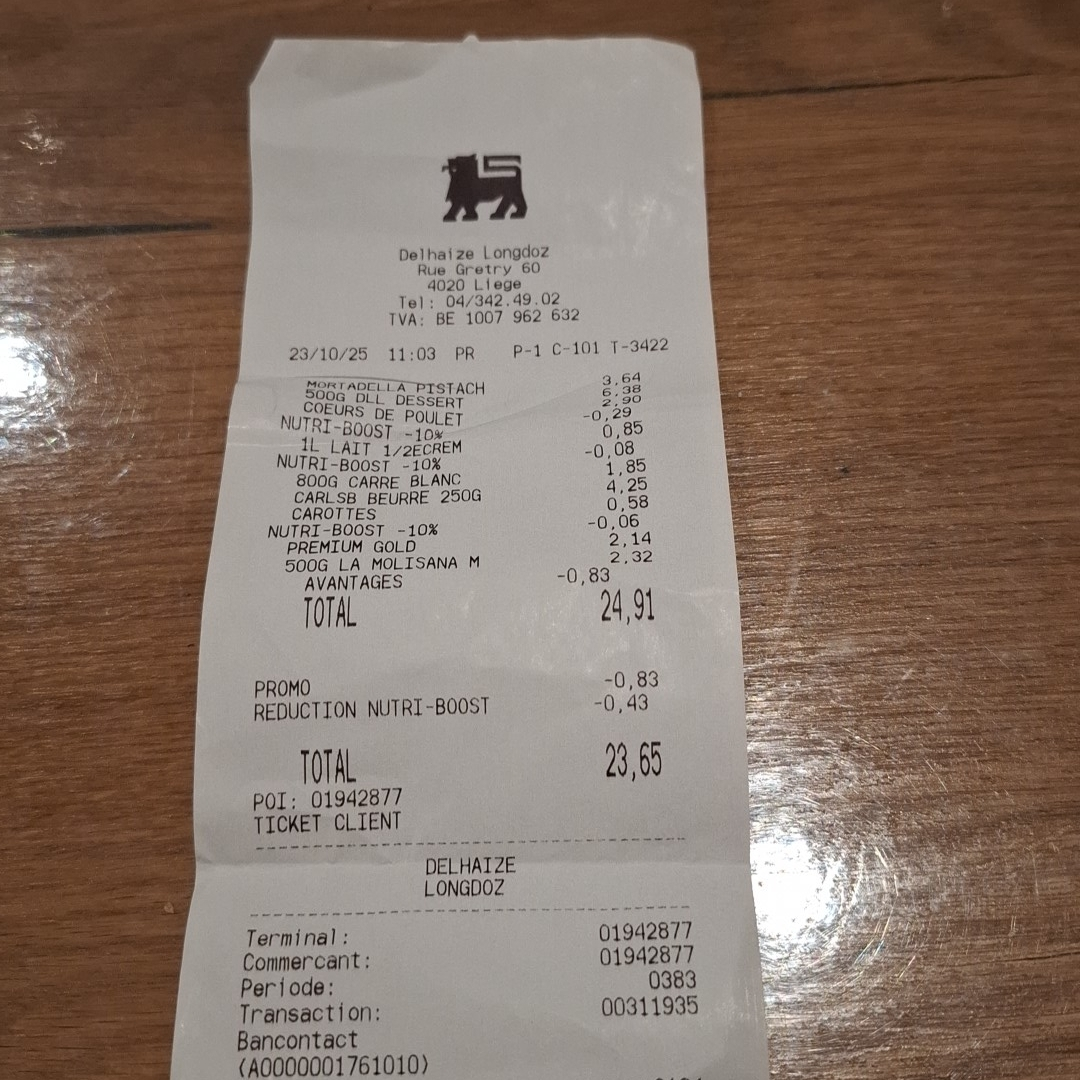 Delhaize Longdoz
Rue Gretry 60
4020 Liege
Tel: 04/342.49.02
TVA: BE 1007 962 632
23/10/25 11:03 PR P-1 C-101 T-3422
MORTADELLA PISTACH 3,64
500G DLL DESSERT 6,38
COEURS DE POULET 2,90
NUTRI-BOOST -10% -0,29
1L LAIT 1/2ECREM 0,85
NUTRI-BOOST -10% -0,08
800G CARRE BLANC 1,85
CARLSB BEURRE 250G 4,25
CAROTTES 0,58
NUTRI-BOOST -10% -0,06
PREMIUM GOLD 2,14
500G LA MOLISANA M 2,32
AVANTAGES -0,83
TOTAL 24,91
PROMO -0,83
REDUCTION NUTRI-BOOST -0,43
TOTAL 23,65
POI: 01942877
TICKET CLIENT
DELHAIZE
LONGDOZ
Terminal: 01942877
Commercant: 01942877
Periode: 0383
Transaction: 00311935
Bancontact
(A0000001761010)